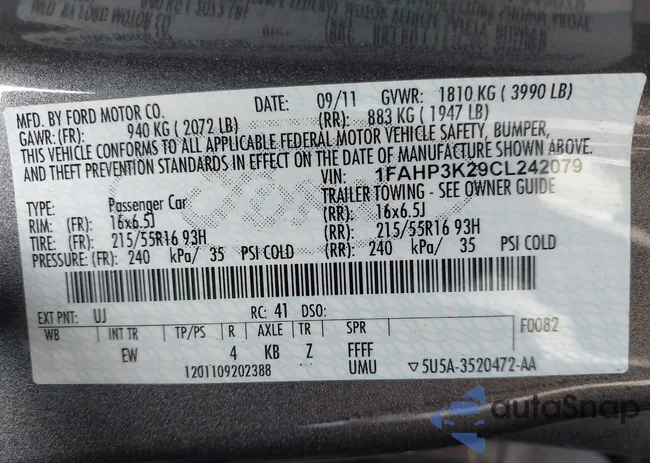 MFD. BY FORD MOTOR CO.
DATE: 09/11 GVWR: 1810 KG ( 3990 LB)
GAWR: (FR): 940 KG ( 2072 LB) (RR): 883 KG ( 1947 LB)
THIS VEHICLE CONFORMS TO ALL APPLICABLE FEDERAL MOTOR VEHICLE SAFETY, BUMPER,
AND THEFT PREVENTION STANDARDS IN EFFECT ON THE DATE OF MANUFACTURE SHOWN ABOVE.
VIN: 1FAHP3K29CL242079
TYPE: Passenger Car TRAILER TOWING - SEE OWNER GUIDE
RIM: (FR): 16x6.5J (RR): 16x6.5J
TIRE: (FR): 215/55R16 93H (RR): 215/55R16 93H
PRESSURE: (FR): 240 kPa/ 35 PSI COLD (RR): 240 kPa/ 35 PSI COLD
EXT PNT: UJ RC: 41 DSO: F0082
WB INT TR TP/PS R AXLE TR SPR
EW 4 KB Z FFFF
1201109202388 UMU ▽5U5A-3520472-AA
autoSnap